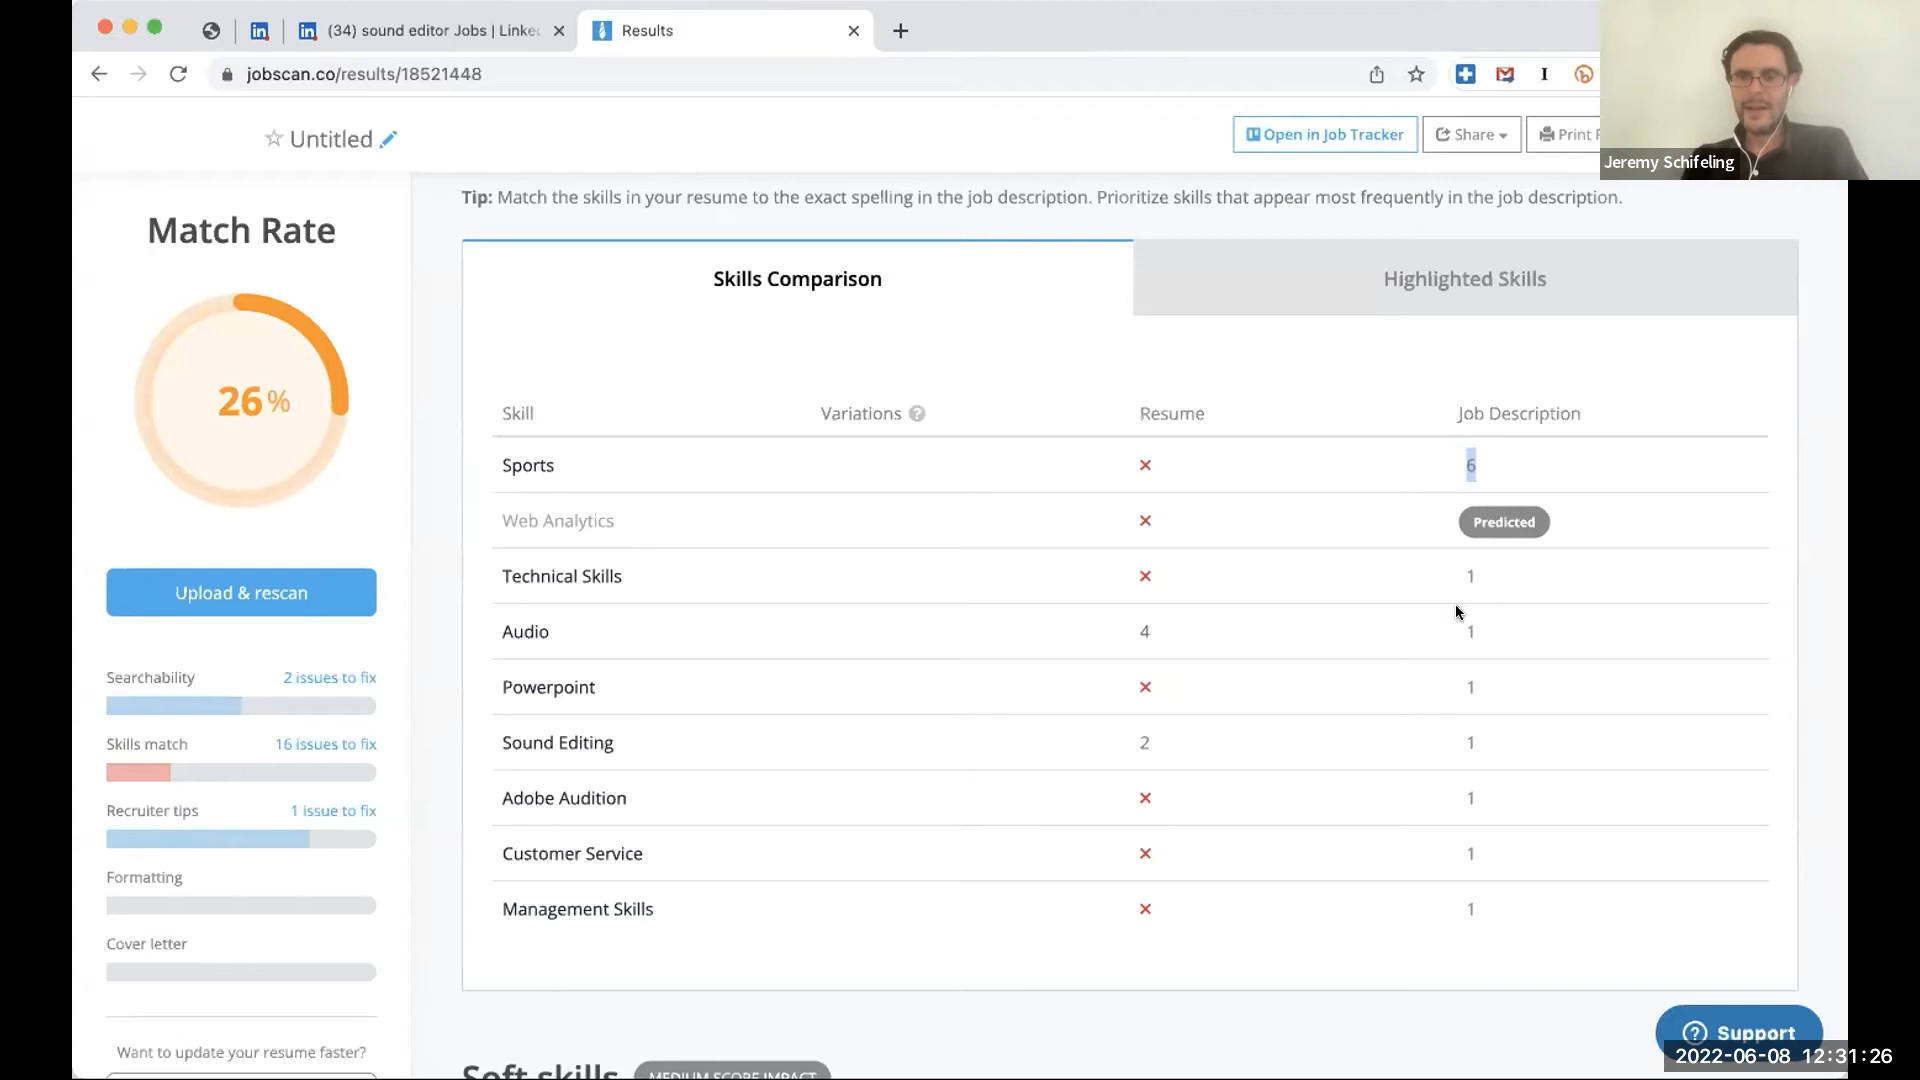 (34) sound editor Jobs | Linke
Results
jobscan.co/results/18521448
Untitled
Open in Job Tracker
Share
Print
Jeremy Schifeling
Tip: Match the skills in your resume to the exact spelling in the job description. Prioritize skills that appear most frequently in the job description.
Match Rate
26 %
Upload & rescan
Searchability 2 issues to fix
Skills match 16 issues to fix
Recruiter tips 1 issue to fix
Formatting
Cover letter
Want to update your resume faster?
Skills Comparison
Highlighted Skills
Skill Variations ? Resume Job Description
Sports × 6
Web Analytics × Predicted
Technical Skills × 1
Audio 4 1
Powerpoint × 1
Sound Editing 2 1
Adobe Audition × 1
Customer Service × 1
Management Skills × 1
Soft skills MEDIUM SCORE IMPACT
? Support
2022-06-08 12:31:26